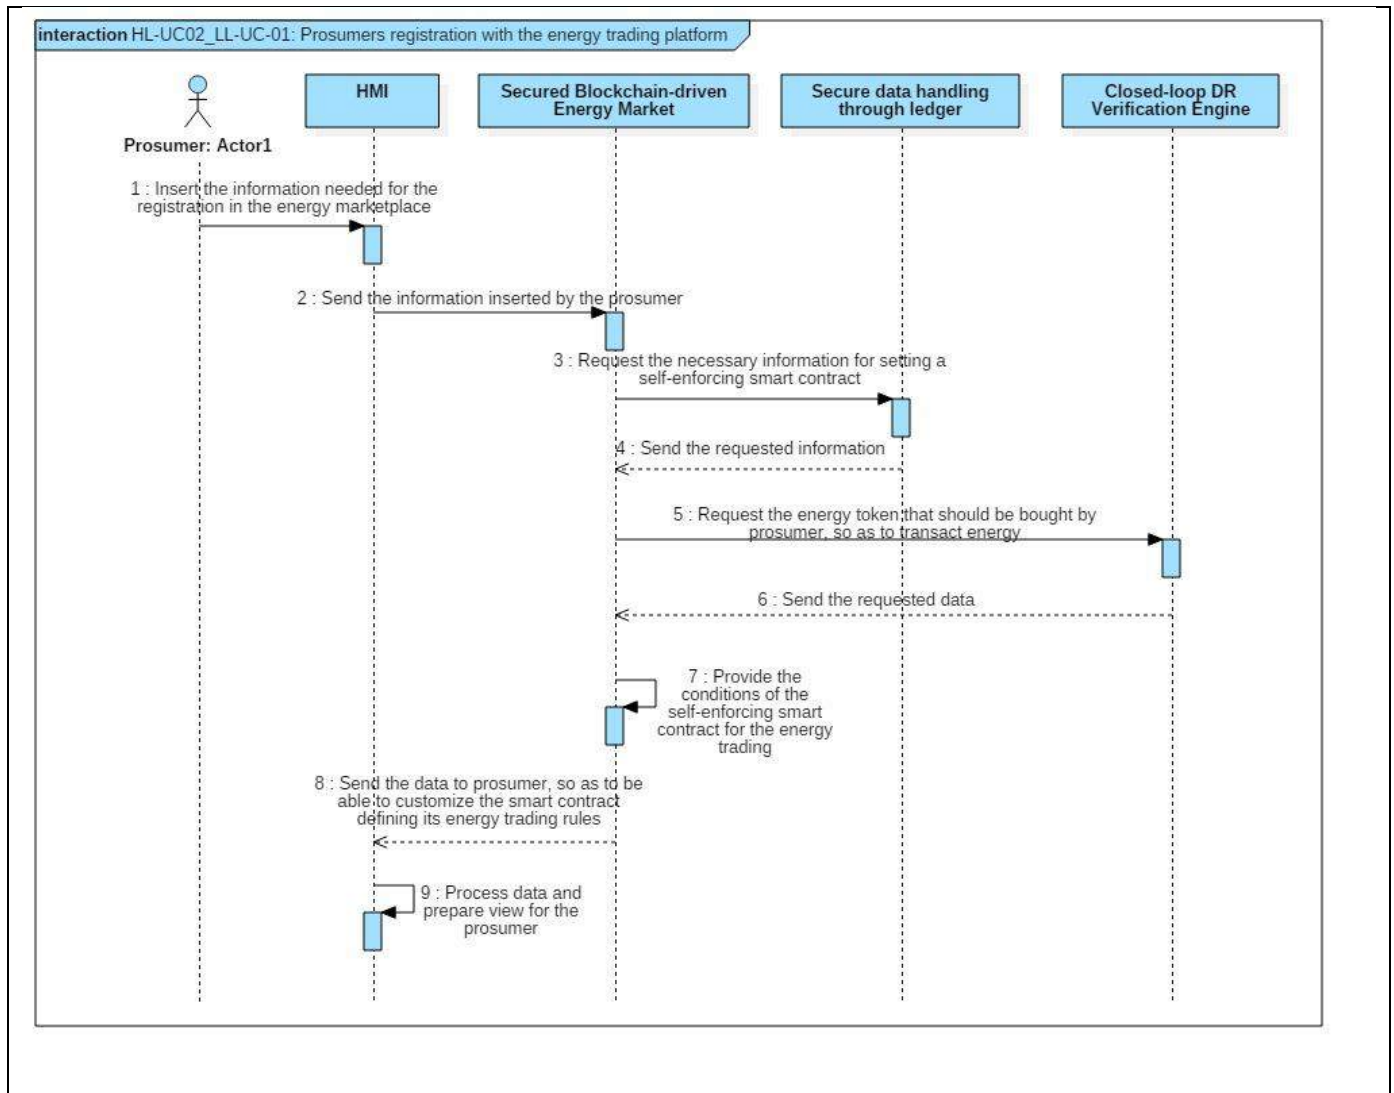 interaction HL-UC02_LL-UC-01: Prosumers registration with the energy trading platform
Prosumer: Actor1
HMI
Secured Blockchain-driven
Energy Market
Secure data handling
through ledger
Closed-loop DR
Verification Engine
1 : Insert the information needed for the
registration in the energy marketplace
2 : Send the information inserted by the prosumer
3 : Request the necessary information for setting a
self-enforcing smart contract
4 : Send the requested information
5 : Request the energy token that should be bought by
prosumer, so as to transact energy
6 : Send the requested data
7 : Provide the
conditions of the
self-enforcing smart
contract for the energy
trading
8 : Send the data to prosumer, so as to be
able to customize the smart contract
defining its energy trading rules
9 : Process data and
prepare view for the
prosumer